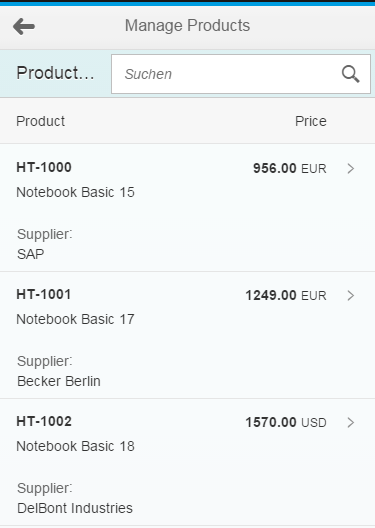 Manage Products
Product... Suchen
Product Price
HT-1000 956.00 EUR
Notebook Basic 15
Supplier:
SAP
HT-1001 1249.00 EUR
Notebook Basic 17
Supplier:
Becker Berlin
HT-1002 1570.00 USD
Notebook Basic 18
Supplier:
DelBont Industries